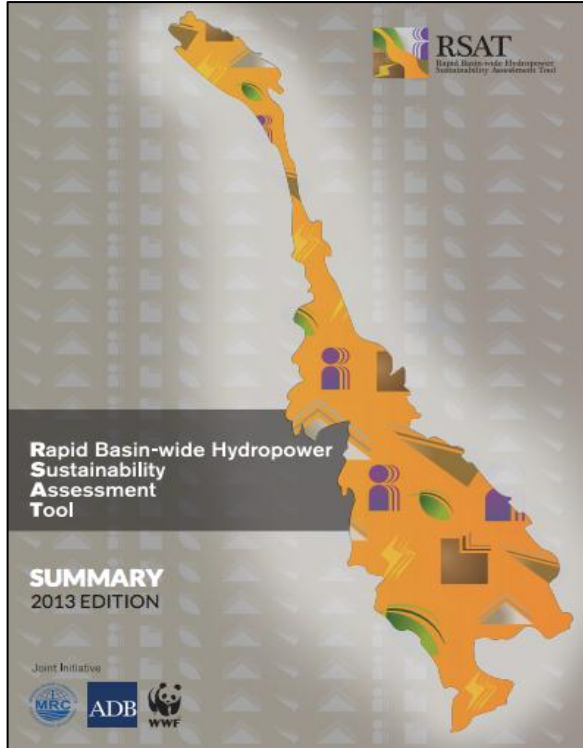 RSAT
Rapid Basin-wide Hydropower
Sustainability Assessment Tool
Rapid Basin-wide Hydropower
Sustainability
Assessment
Tool
SUMMARY
2013 EDITION
Joint Initiative
MRC
ADB
WWF